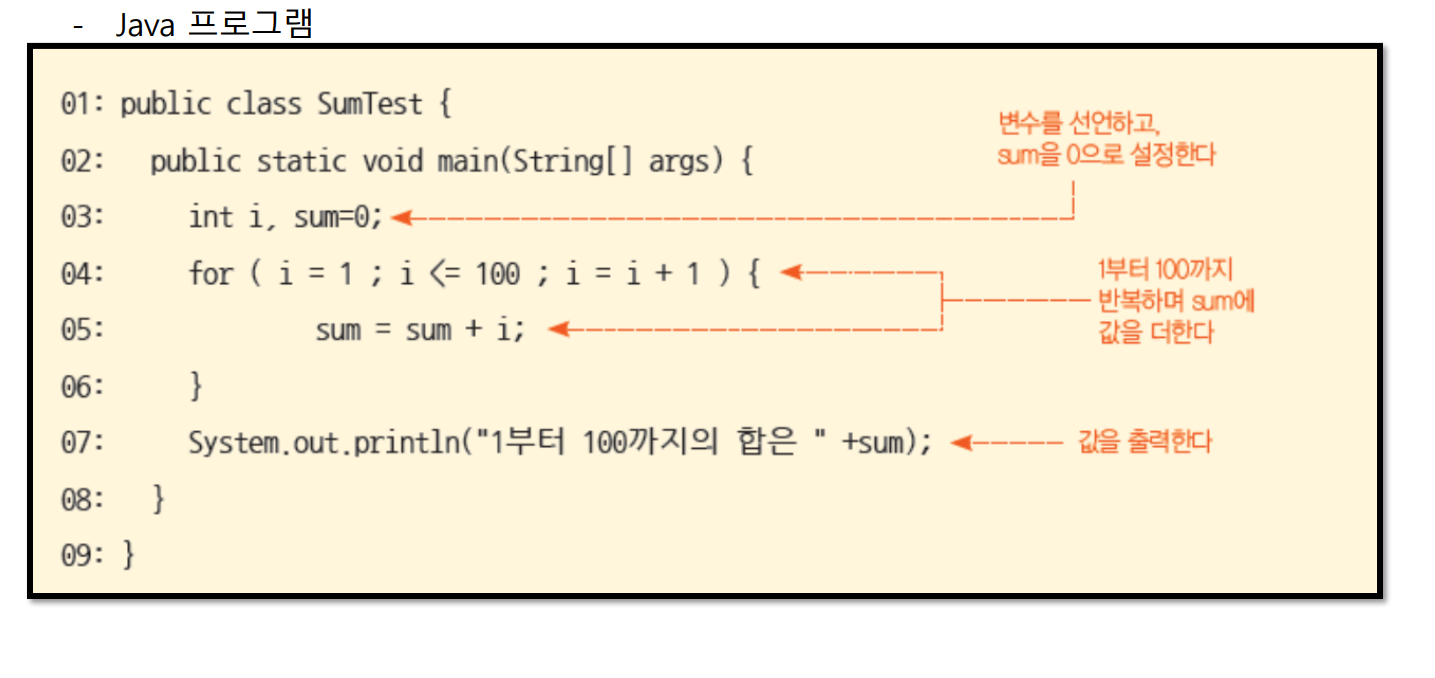 - Java 프로그램
01: public class SumTest {
변수를 선언하고,
sum을 0으로 설정한다
02: public static void main(String[] args) {
03: int i, sum=0;
04: for ( i = 1 ; i <= 100 ; i = i + 1 ) {
1부터 100까지
반복하며 sum에
값을 더한다
05: sum = sum + i;
06: }
07: System.out.println("1부터 100까지의 합은 " +sum);
값을 출력한다
08: }
09: }